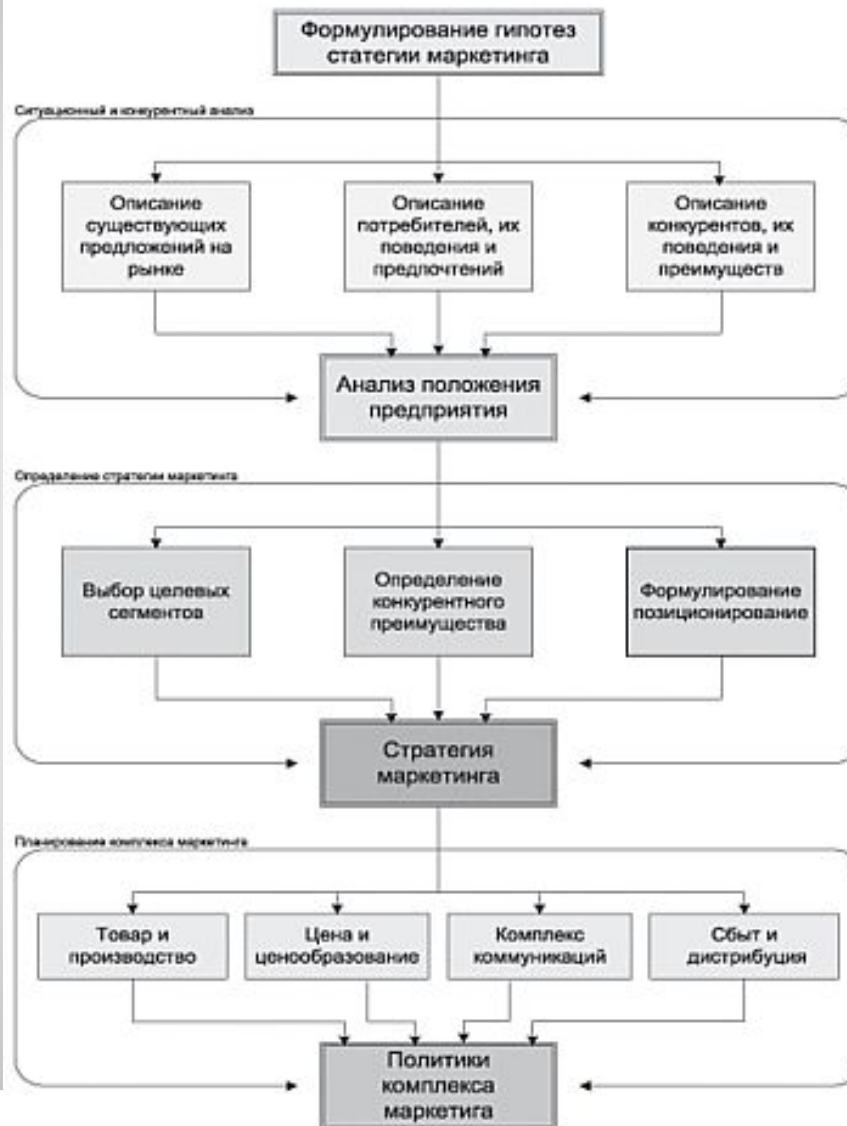 Формулирование гипотез
статегии маркетинга
Ситуационный и конкурентный анализ
Описание
существующих
предложений на
рынке
Описание
потребителей, их
поведения и
предпочтений
Описание
конкурентов, их
поведения и
преимуществ
Анализ положения
предприятия
Определение стратегии маркетинга
Выбор целевых
сегментов
Определение
конкурентного
преимущества
Формулирование
позиционирование
Стратегия
маркетинга
Планирование комплекса маркетинга
Товар и
производство
Цена и
ценообразование
Комплекс
коммуникаций
Сбыт и
дистрибуция
Политики
комплекса
маркетига